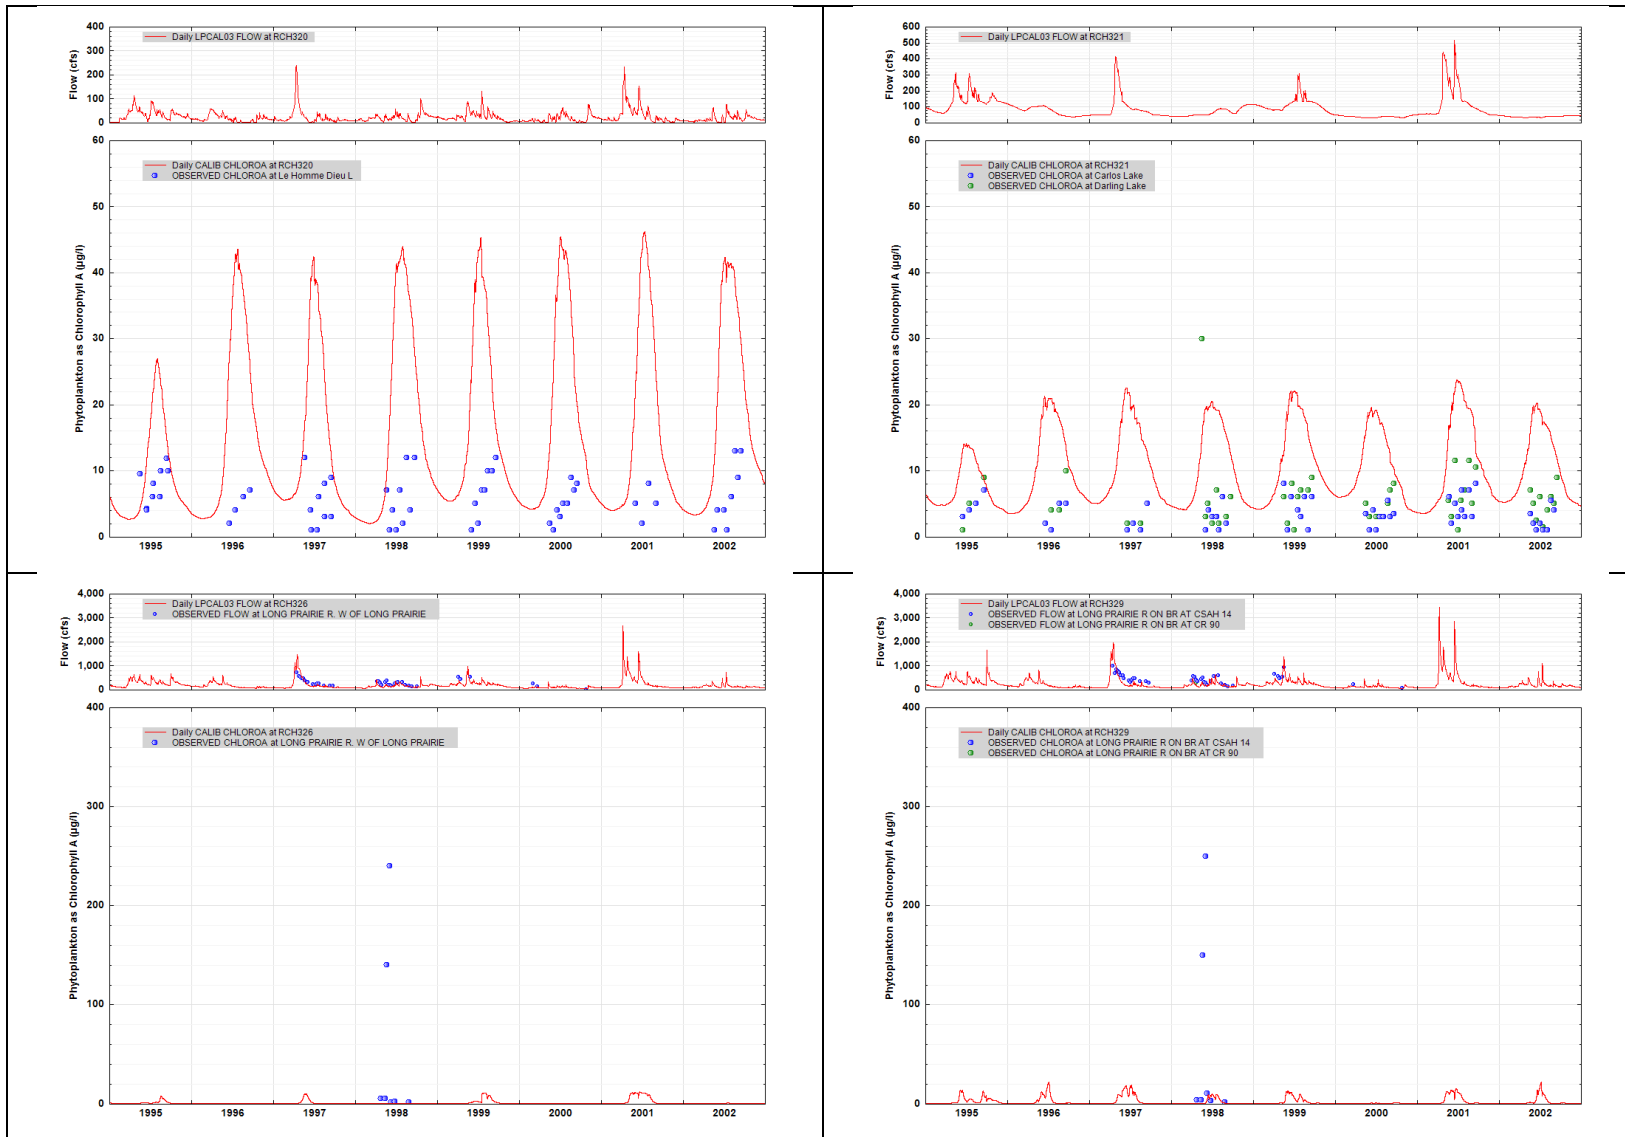 400
300
200
100
0
Flow (cfs)
Daily LPCAL03 FLOW at RCH320
60
50
40
30
20
10
0
Phytoplankton as Chlorophyll A (µg/l)
Daily CALIB CHLOROA at RCH320
OBSERVED CHLOROA at Le Homme Dieu L
1995 1996 1997 1998 1999 2000 2001 2002
600
500
400
300
200
100
0
Flow (cfs)
Daily LPCAL03 FLOW at RCH321
60
50
40
30
20
10
0
Phytoplankton as Chlorophyll A (µg/l)
Daily CALIB CHLOROA at RCH321
OBSERVED CHLOROA at Carlos Lake
OBSERVED CHLOROA at Darling Lake
1995 1996 1997 1998 1999 2000 2001 2002
4,000
3,000
2,000
1,000
0
Flow (cfs)
Daily LPCAL03 FLOW at RCH326
OBSERVED FLOW at LONG PRAIRIE R. W OF LONG PRAIRIE
400
300
200
100
0
Phytoplankton as Chlorophyll A (µg/l)
Daily CALIB CHLOROA at RCH326
OBSERVED CHLOROA at LONG PRAIRIE R. W OF LONG PRAIRIE
1995 1996 1997 1998 1999 2000 2001 2002
4,000
3,000
2,000
1,000
0
Flow (cfs)
Daily LPCAL03 FLOW at RCH329
OBSERVED FLOW at LONG PRAIRIE R ON BR AT CSAH 14
OBSERVED FLOW at LONG PRAIRIE R ON BR AT CR 90
400
300
200
100
0
Phytoplankton as Chlorophyll A (µg/l)
Daily CALIB CHLOROA at RCH329
OBSERVED CHLOROA at LONG PRAIRIE R ON BR AT CSAH 14
OBSERVED CHLOROA at LONG PRAIRIE R ON BR AT CR 90
1995 1996 1997 1998 1999 2000 2001 2002